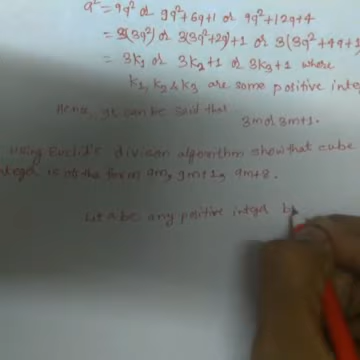 a² = 9q² or 9q²+6q+1 or 9q²+12q+4
= 3(3q²) or 3(3q²+2q)+1 or 3(3q²+4q+1
= 3k₁ or 3k₂+1 or 3k₃+1 where
k₁, k₂ & k₃ are some positive inte
Hence, it can be said that
3m or 3m+1.
Using Euclid's division algorithm show that cube
integer is of the form 9m, 9m+1, 9m+8.
Let a be any positive integer b